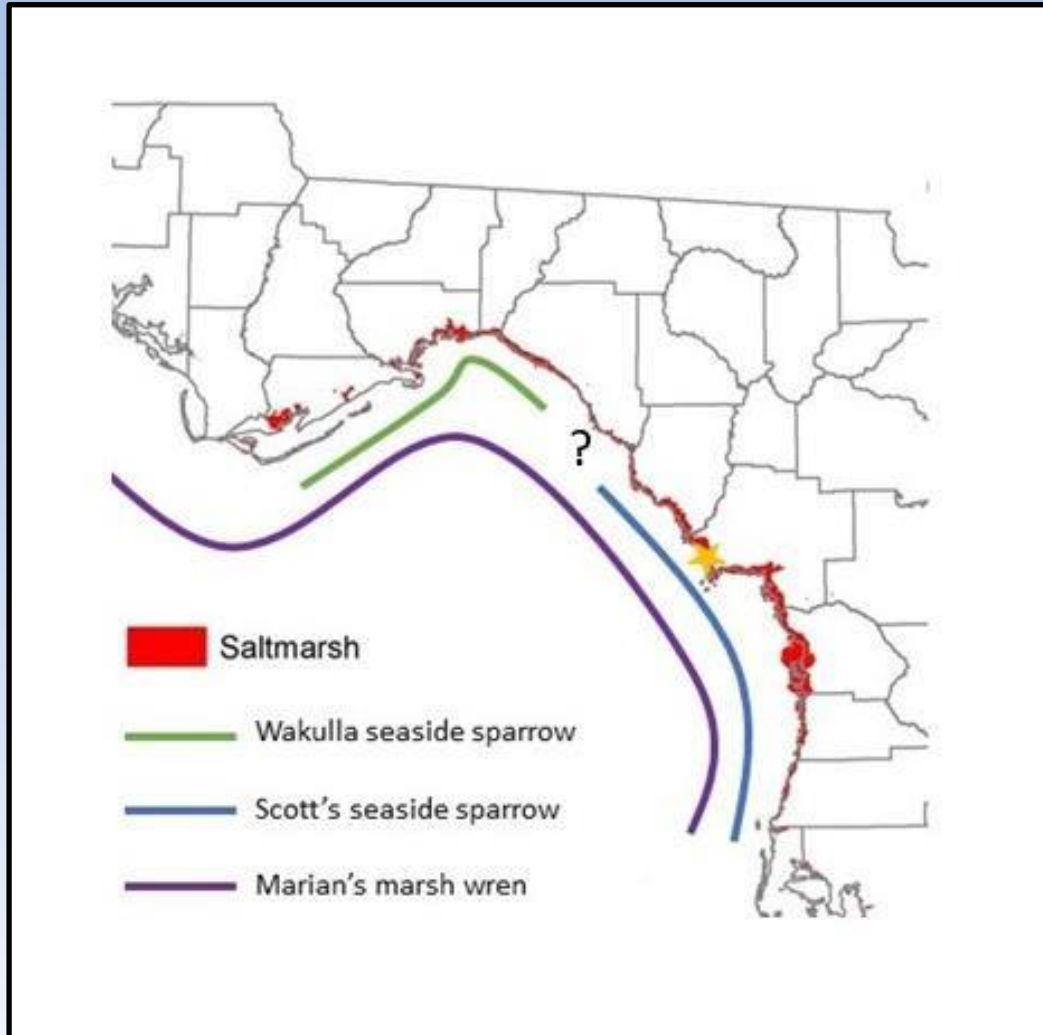 ?
Saltmarsh
Wakulla seaside sparrow
Scott's seaside sparrow
Marian's marsh wren